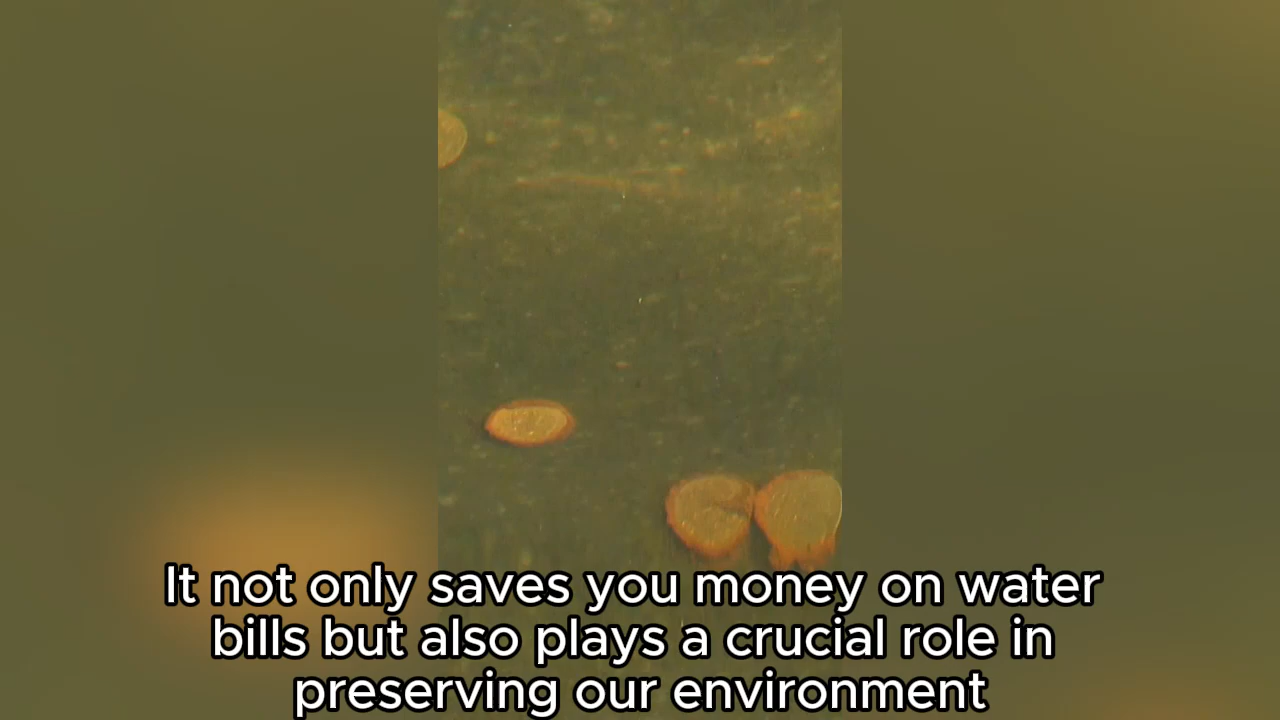 It not only saves you money on water
bills but also plays a crucial role in
preserving our environment